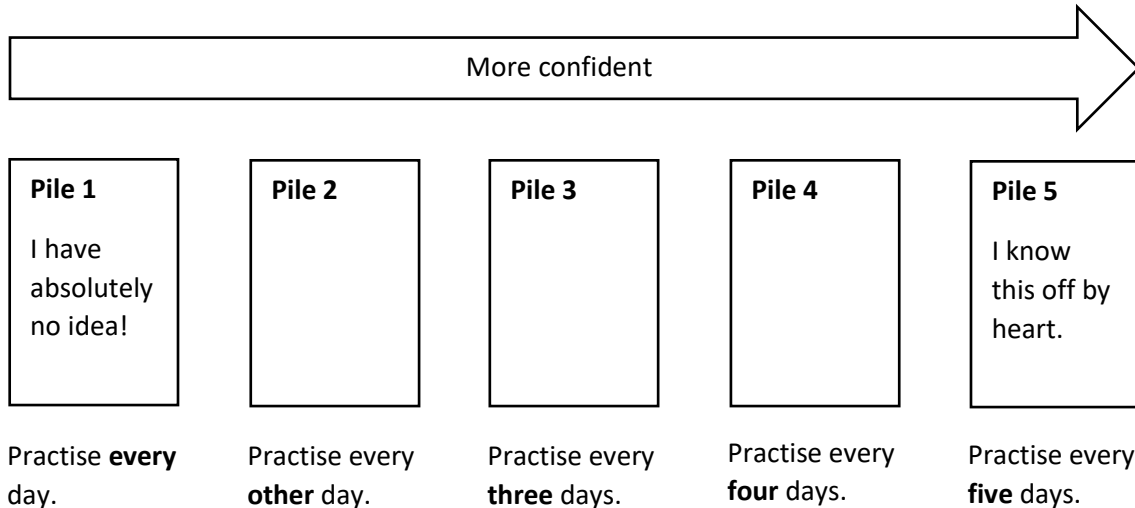 More confident
Pile 1
I have
absolutely
no idea!
Pile 2
Pile 3
Pile 4
Pile 5
I know
this off by
heart.
Practise every
day.
Practise every
other day.
Practise every
three days.
Practise every
four days.
Practise every
five days.